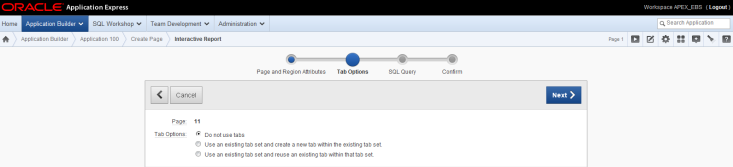 ORACLE Application Express
Workspace APEX_EBS ( Logout )
Home Application Builder SQL Workshop Team Development Administration
Search Application
Application Builder Application 100 Create Page Interactive Report
Page 1
Page and Region Attributes Tab Options SQL Query Confirm
Cancel
Next
Page: 11
Tab Options: Do not use tabs
Use an existing tab set and create a new tab within the existing tab set.
Use an existing tab set and reuse an existing tab within that tab set.